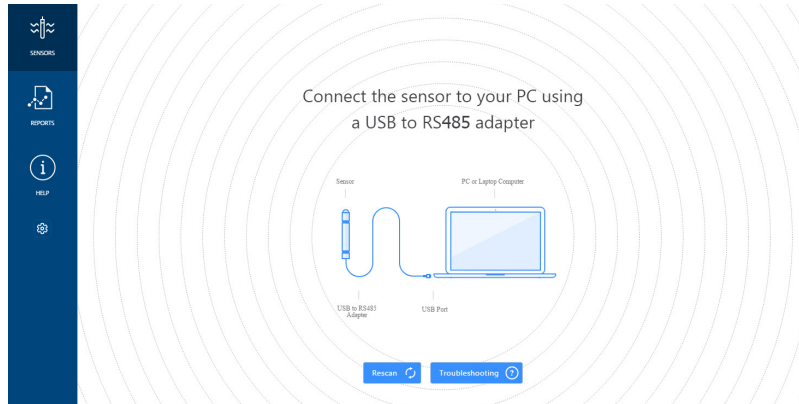 SENSORS
REPORTS
HELP
Connect the sensor to your PC using
a USB to RS485 adapter
Sensor
PC or Laptop Computer
USB to RS485
Adapter
USB Port
Rescan
Troubleshooting ?